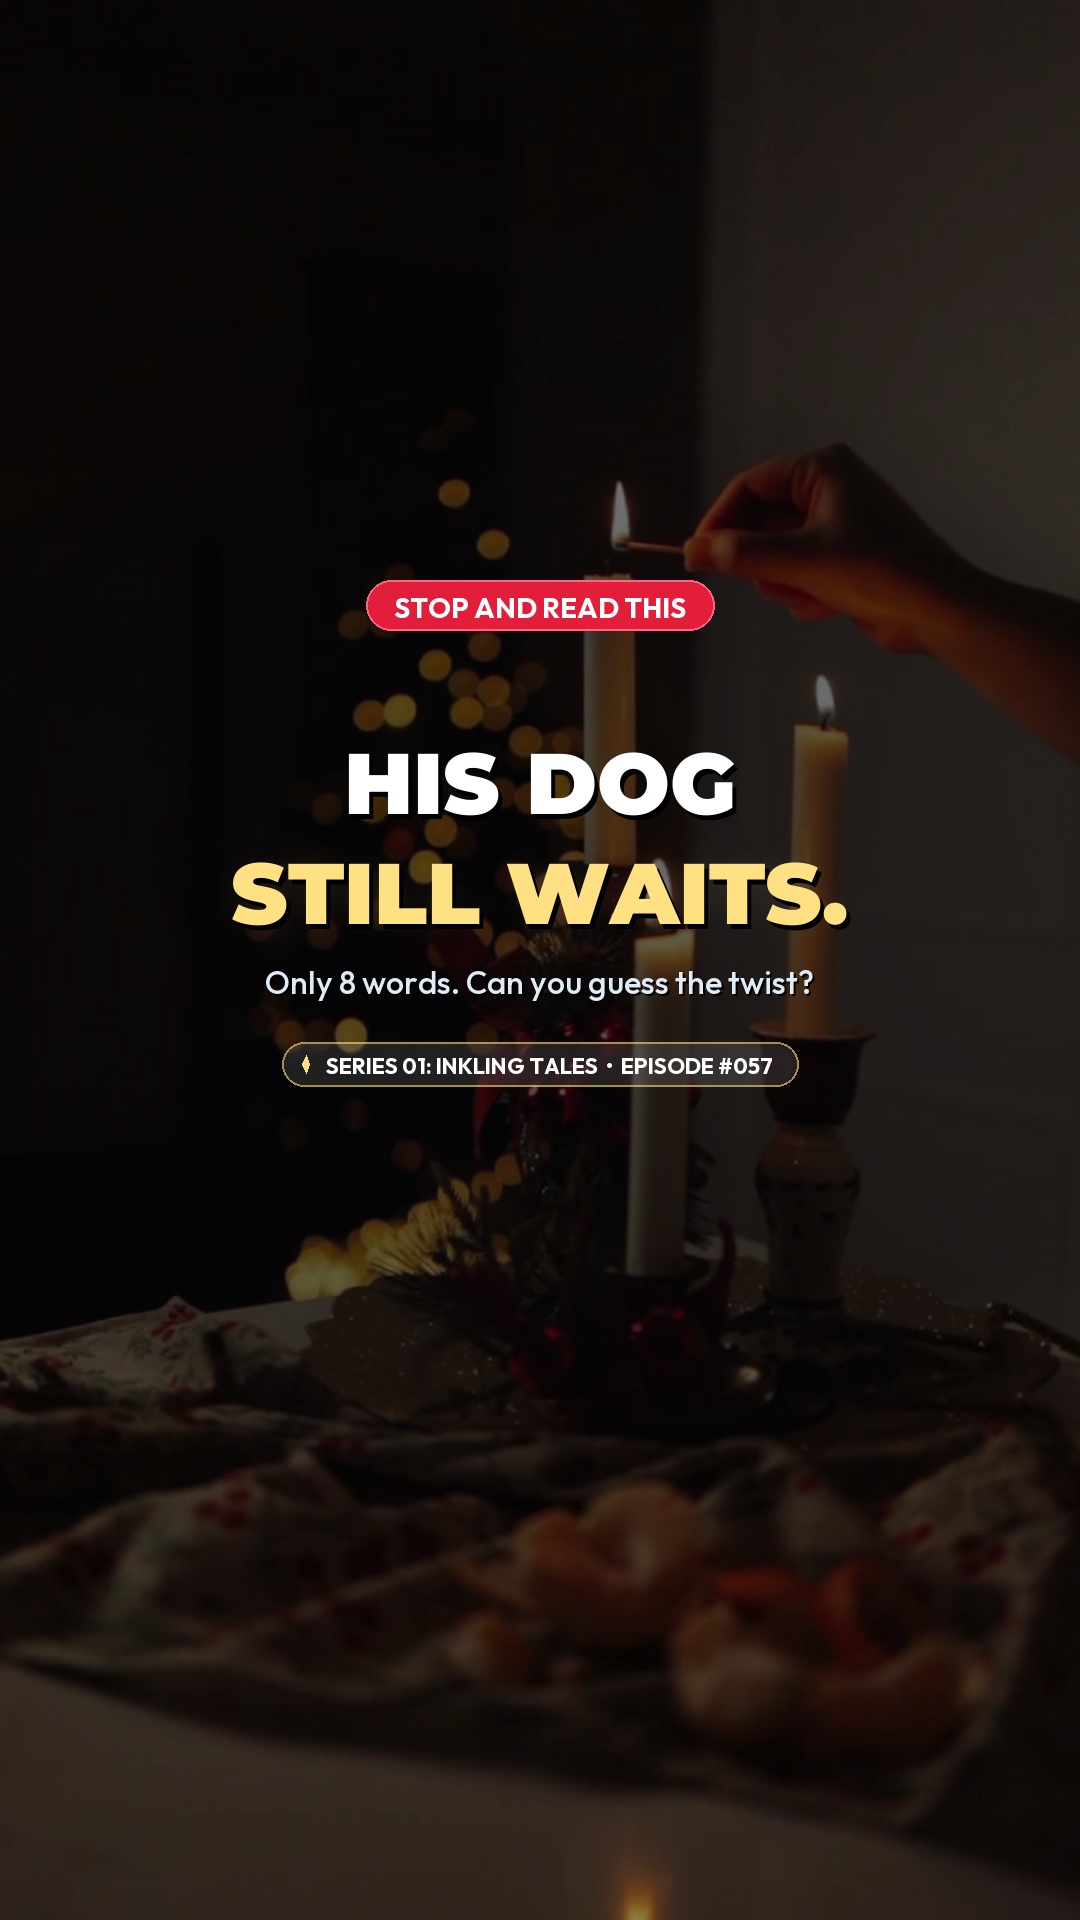 STOP AND READ THIS
HIS DOG
STILL WAITS.
Only 8 words. Can you guess the twist?
SERIES 01: INKLING TALES • EPISODE #057